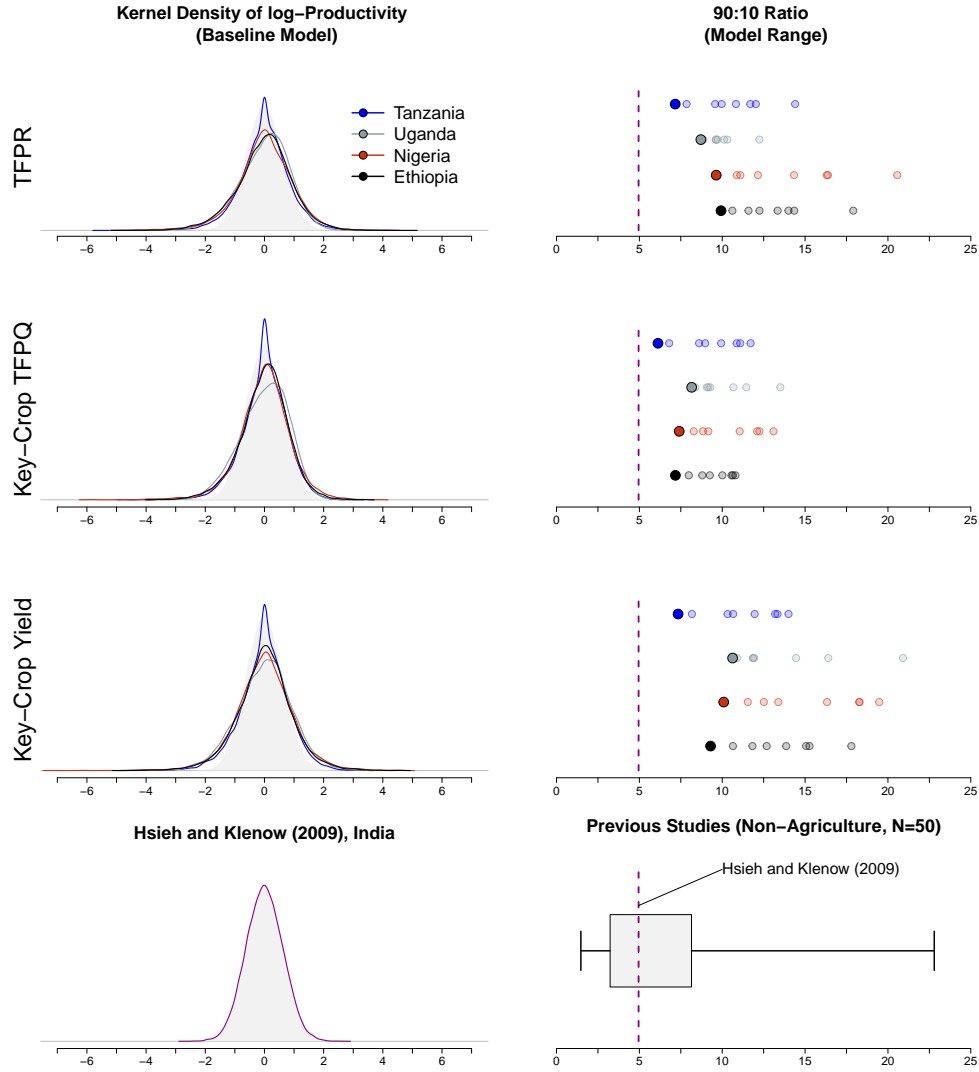 Kernel Density of log−Productivity
(Baseline Model)
90:10 Ratio
(Model Range)
TFPR
Tanzania
Uganda
Nigeria
Ethiopia
−6 −4 −2 0 2 4 6
0 5 10 15 20 25
Key−Crop TFPQ
−6 −4 −2 0 2 4 6
0 5 10 15 20 25
Key−Crop Yield
−6 −4 −2 0 2 4 6
0 5 10 15 20 25
Hsieh and Klenow (2009), India
Previous Studies (Non−Agriculture, N=50)
Hsieh and Klenow (2009)
−6 −4 −2 0 2 4 6
0 5 10 15 20 25